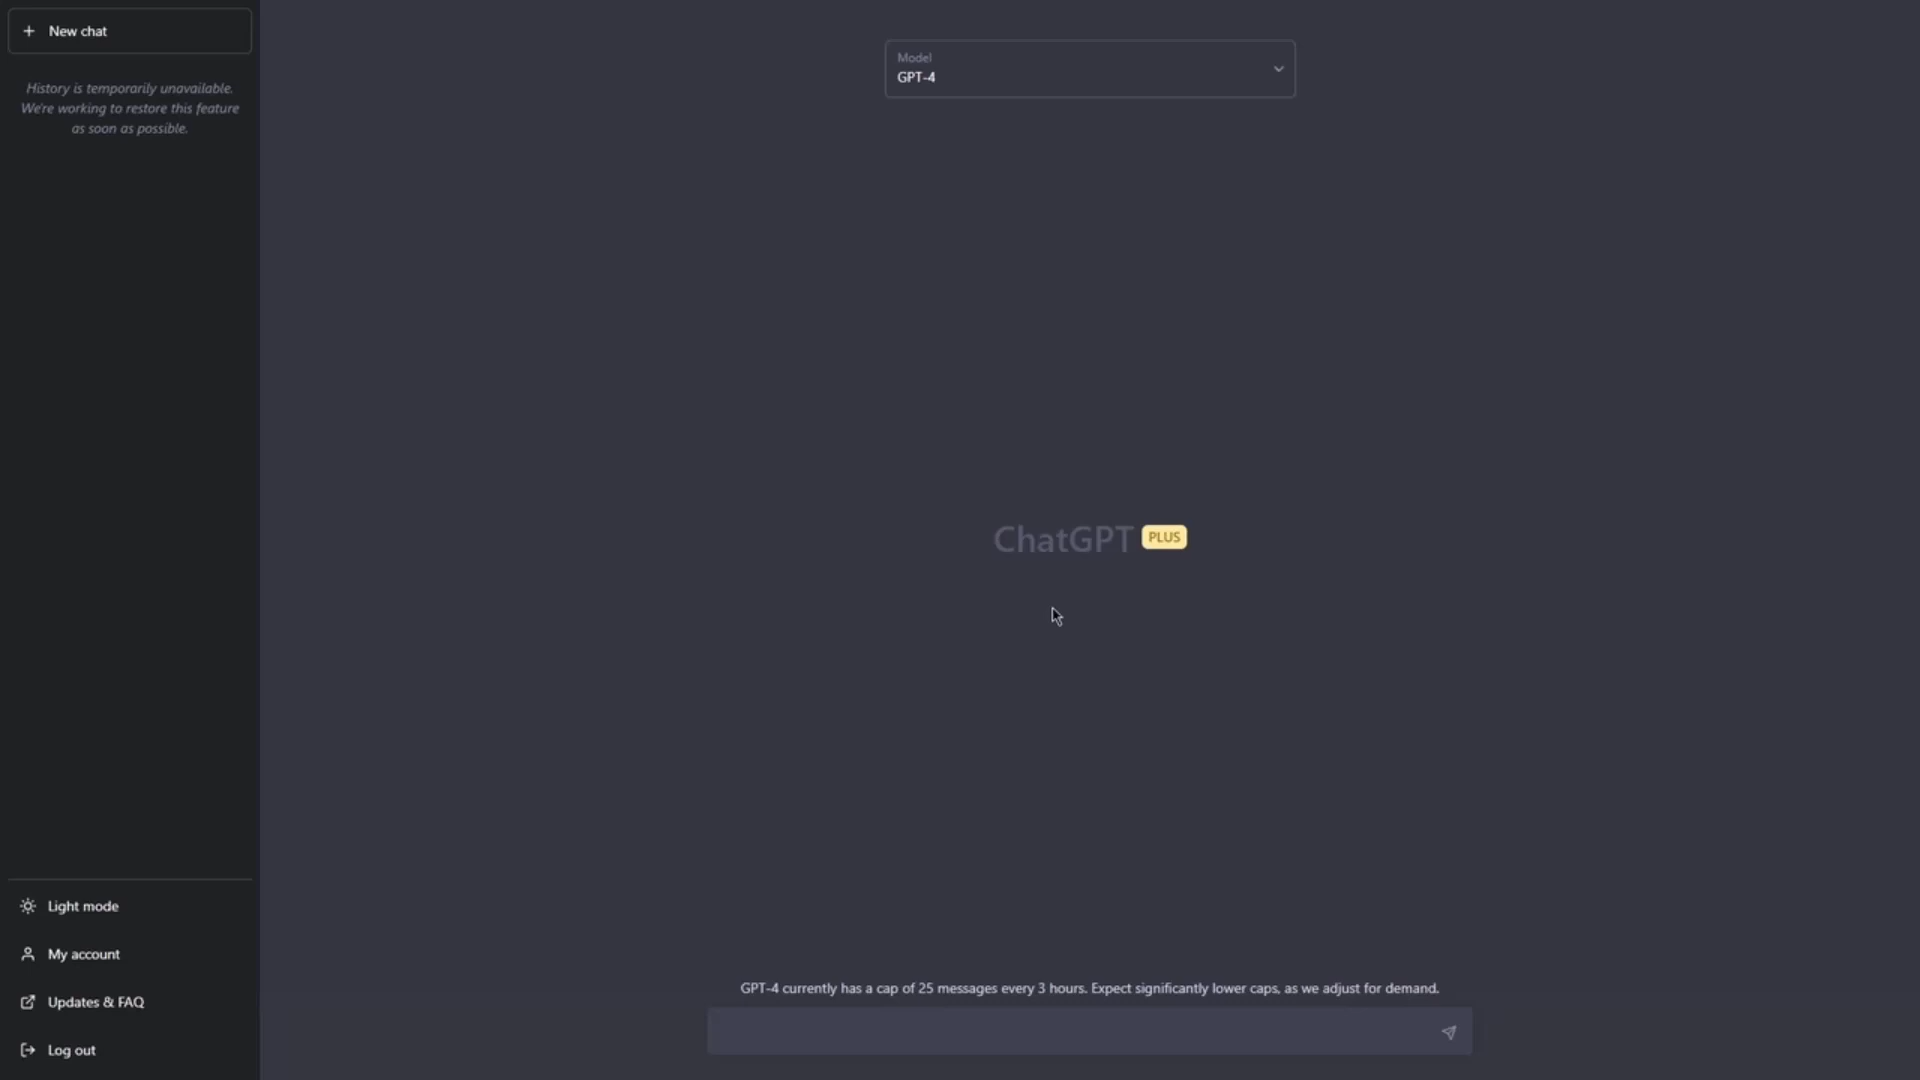 New chat
History is temporarily unavailable.
We're working to restore this feature
as soon as possible.
Model
GPT-4
ChatGPT PLUS
GPT-4 currently has a cap of 25 messages every 3 hours. Expect significantly lower caps, as we adjust for demand.
Light mode
My account
Updates & FAQ
Log out